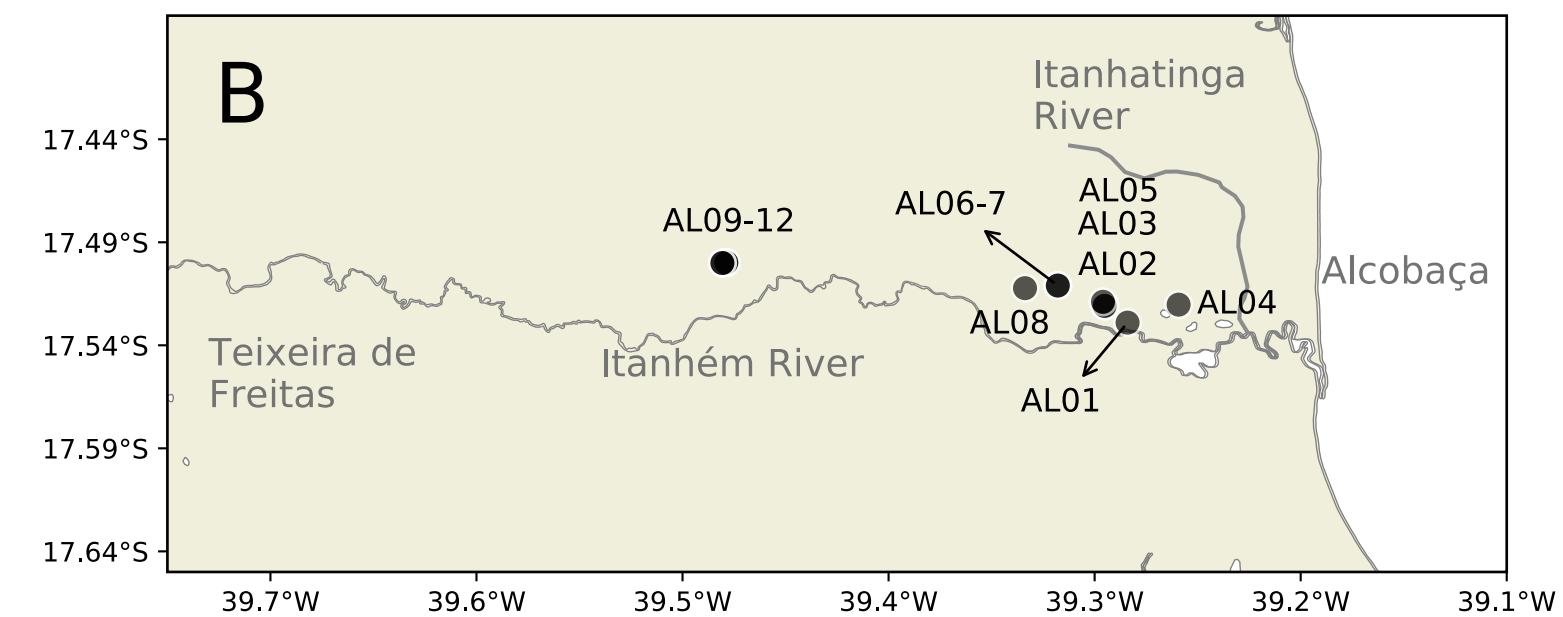 B
Itanhatinga
River
17.44°S
AL05
AL06-7
AL03
AL09-12
17.49°S
AL02
Alcobaça
AL04
AL08
17.54°S
Teixeira de
Freitas
Itanhém River
AL01
17.59°S
17.64°S
39.7°W 39.6°W 39.5°W 39.4°W 39.3°W 39.2°W 39.1°W